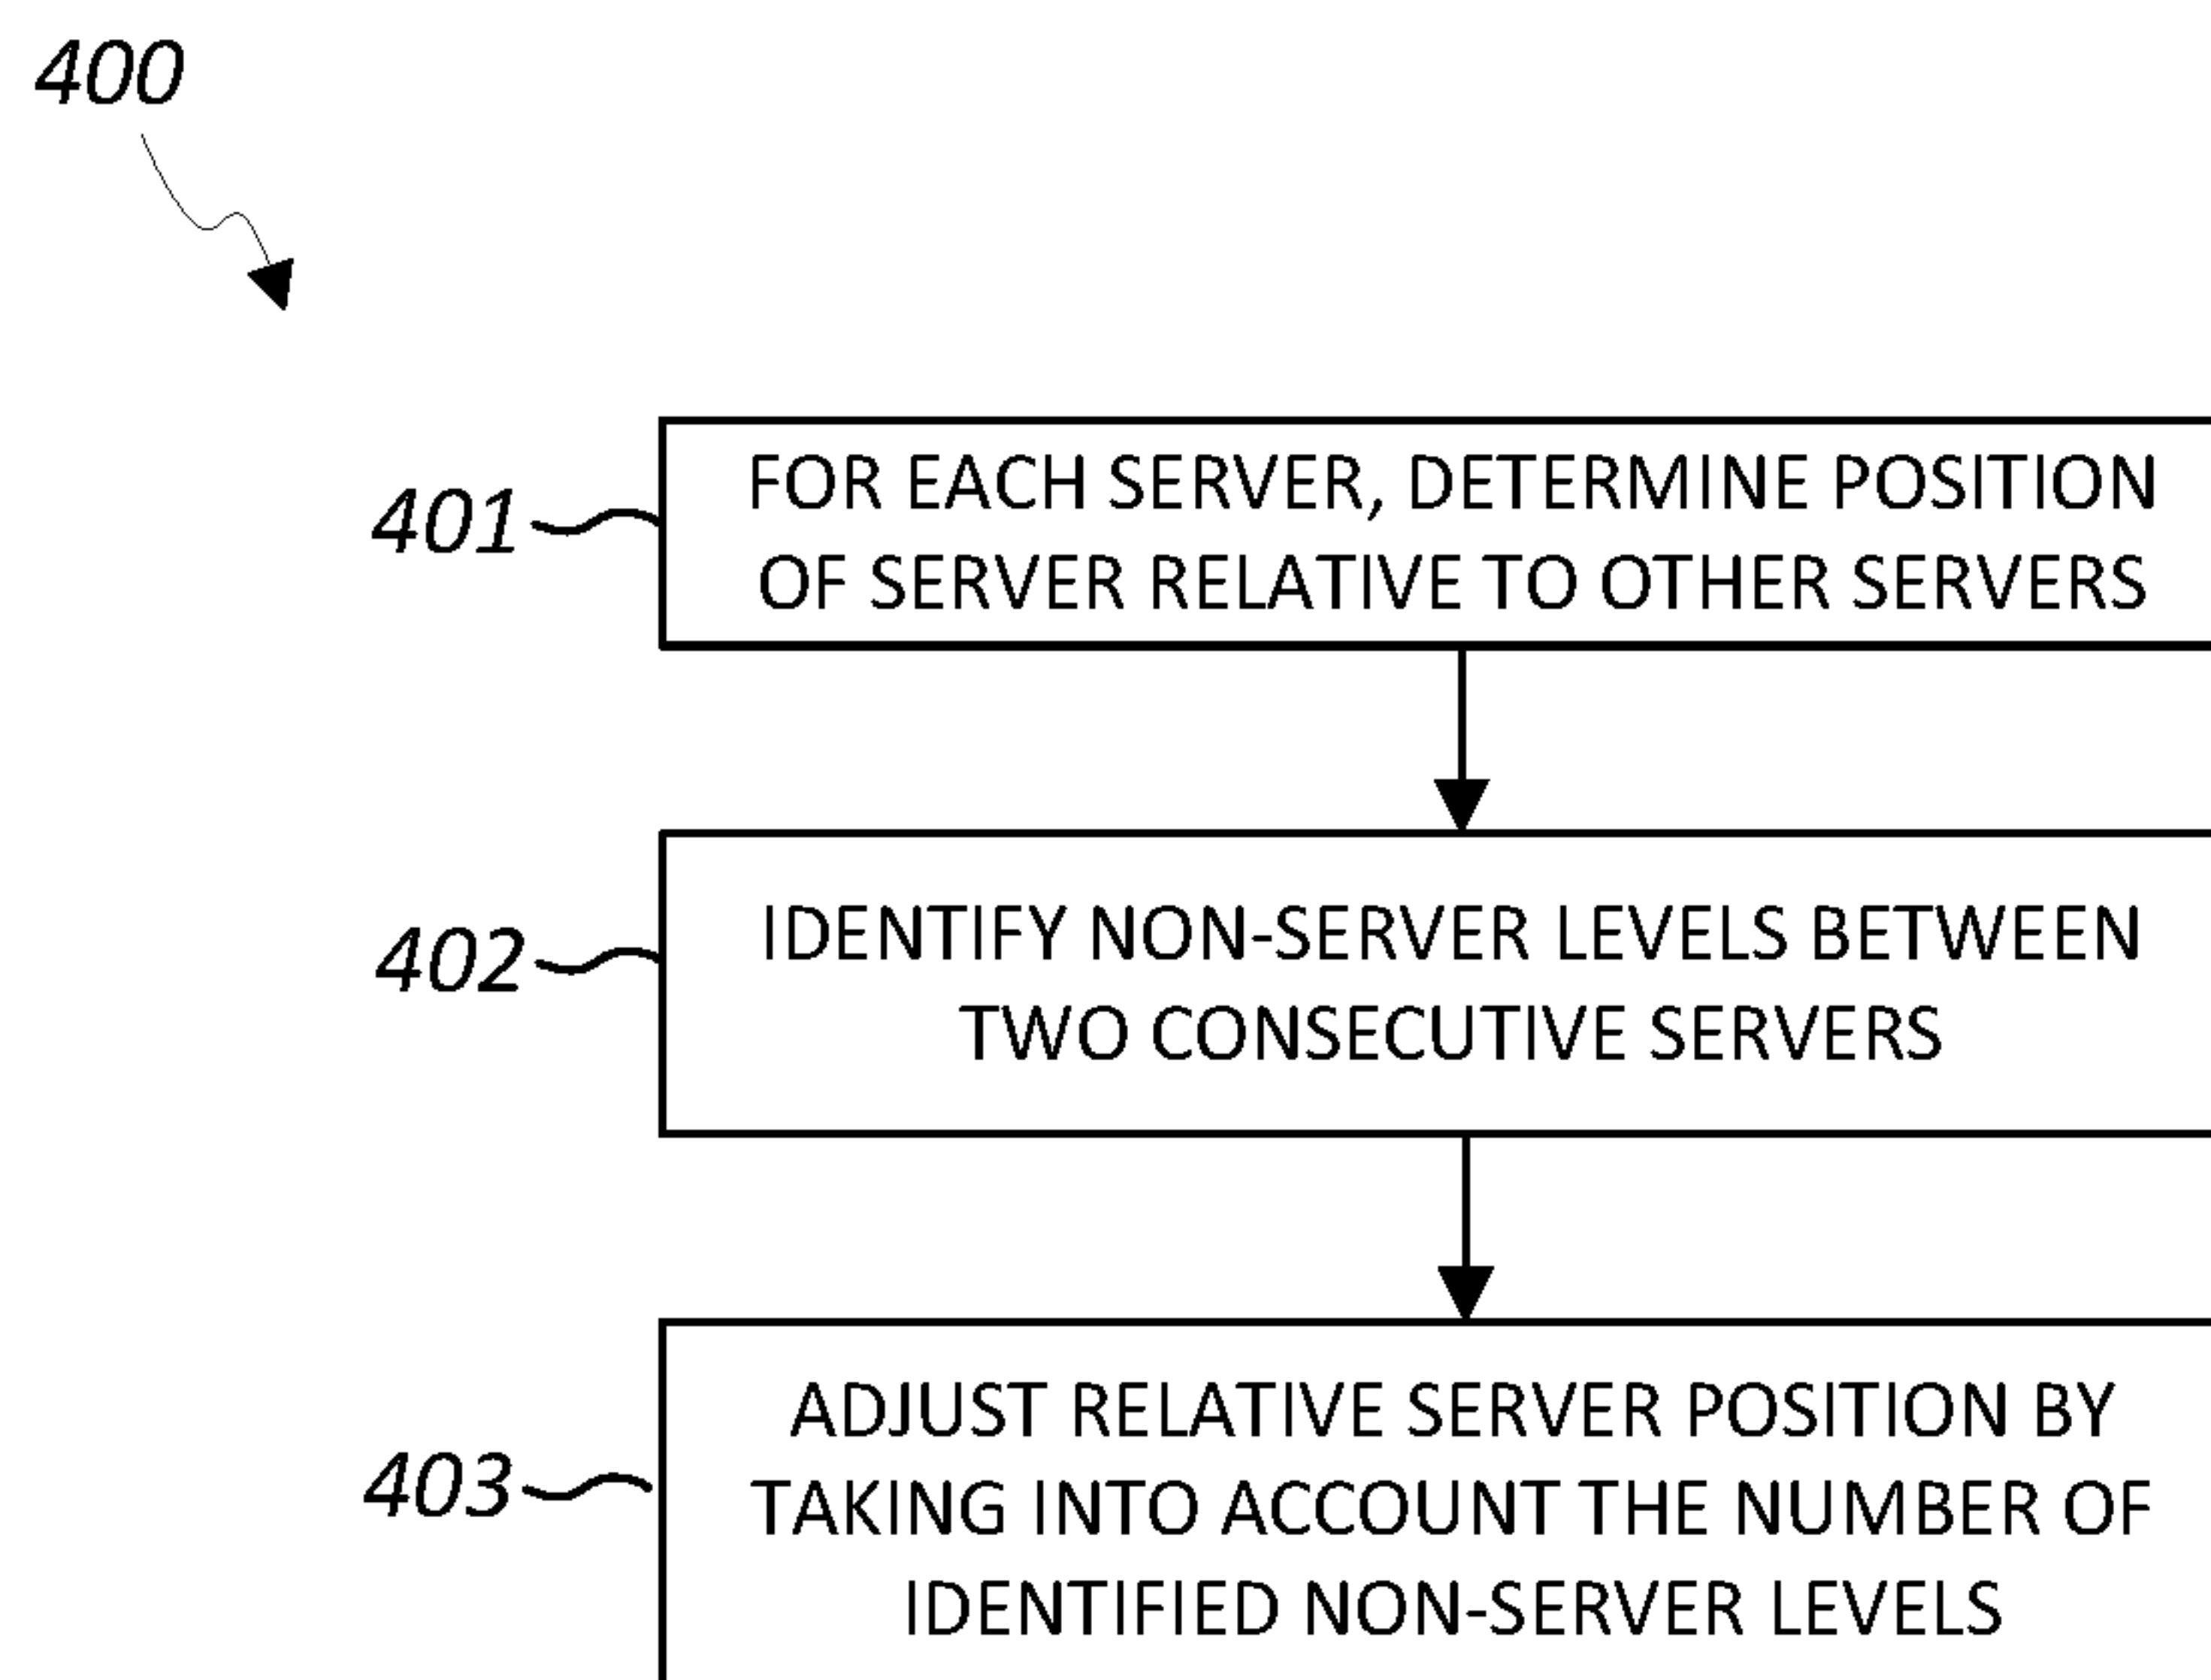 400
401
FOR EACH SERVER, DETERMINE POSITION
OF SERVER RELATIVE TO OTHER SERVERS
402
IDENTIFY NON-SERVER LEVELS BETWEEN
TWO CONSECUTIVE SERVERS
403
ADJUST RELATIVE SERVER POSITION BY
TAKING INTO ACCOUNT THE NUMBER OF
IDENTIFIED NON-SERVER LEVELS